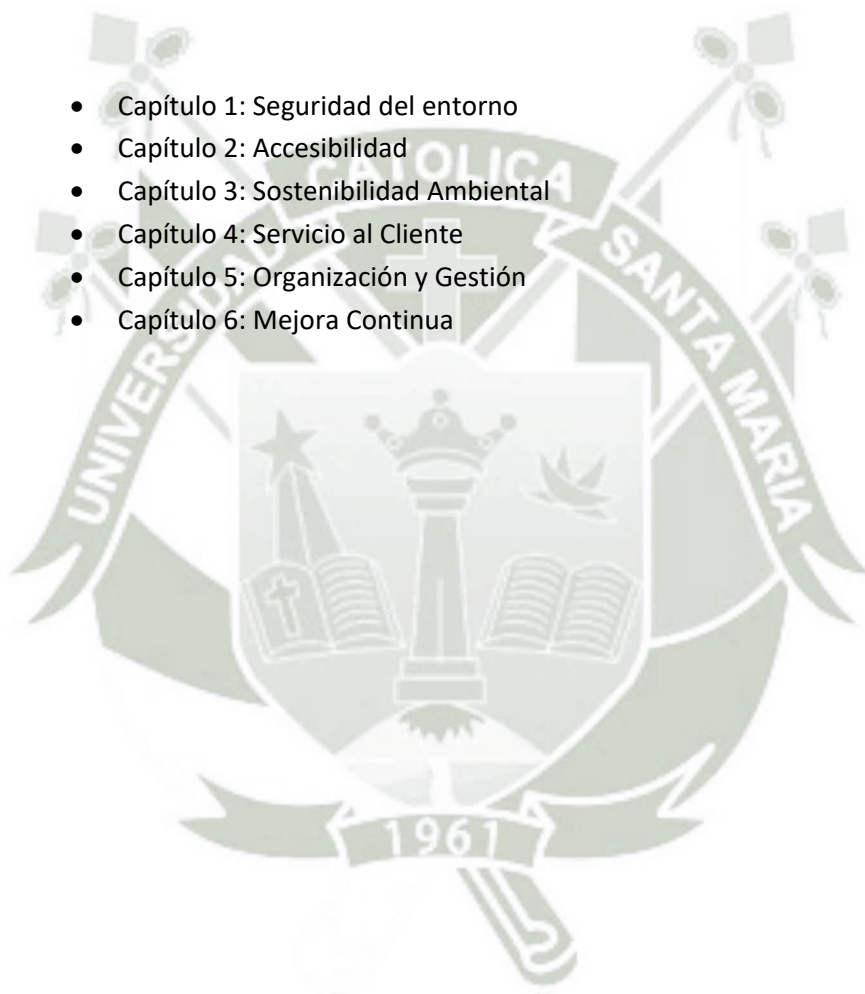 • Capítulo 1: Seguridad del entorno
• Capítulo 2: Accesibilidad
• Capítulo 3: Sostenibilidad Ambiental
• Capítulo 4: Servicio al Cliente
• Capítulo 5: Organización y Gestión
• Capítulo 6: Mejora Continua
UNIVERSIDAD CATOLICA SANTA MARIA
1961